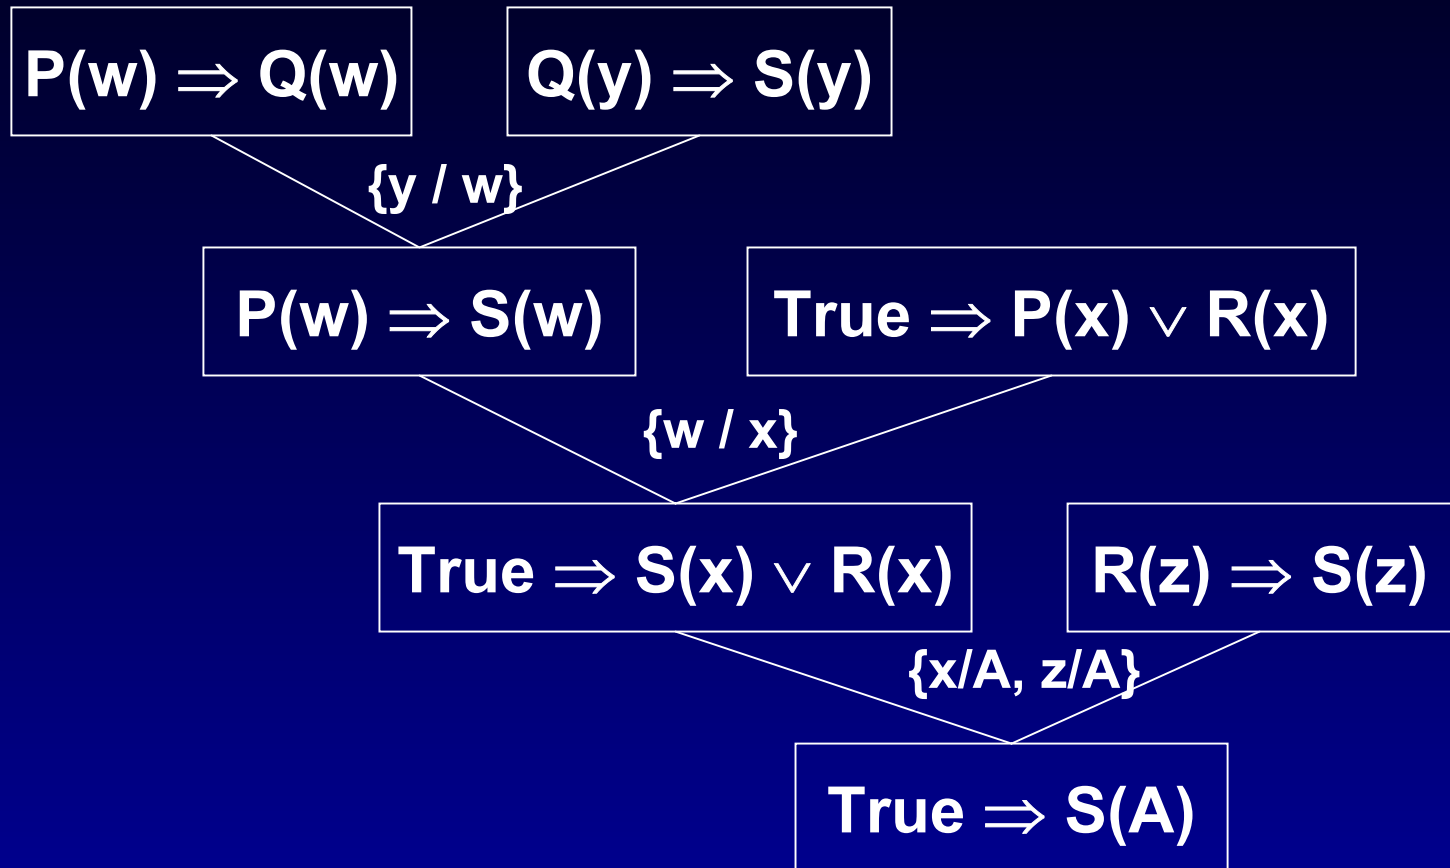 P(w) ⇒ Q(w)
Q(y) ⇒ S(y)
{y / w}
P(w) ⇒ S(w)
True ⇒ P(x) ∨ R(x)
{w / x}
True ⇒ S(x) ∨ R(x)
R(z) ⇒ S(z)
{x/A, z/A}
True ⇒ S(A)